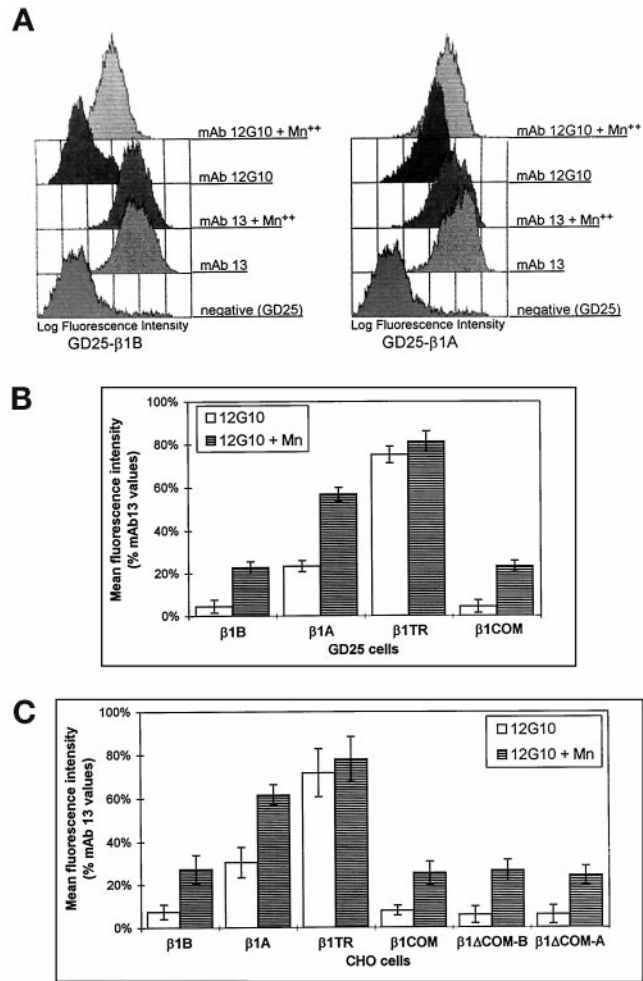 A
mAb 12G10 + Mn++
mAb 12G10
mAb 13 + Mn++
mAb 13
negative (GD25)
Log Fluorescence Intensity
GD25-β1B
mAb 12G10 + Mn++
mAb 12G10
mAb 13 + Mn++
mAb 13
negative (GD25)
Log Fluorescence Intensity
GD25-β1A
B
Mean fluorescence intensity
(% mAb13 values)
100%
80%
60%
40%
20%
0%
12G10
12G10 + Mn
β1B β1A β1TR β1COM
GD25 cells
C
Mean fluorescence intensity
(% mAb 13 values)
100%
80%
60%
40%
20%
0%
12G10
12G10 + Mn
β1B β1A β1TR β1COM β1ΔCOM-B β1ΔCOM-A
CHO cells